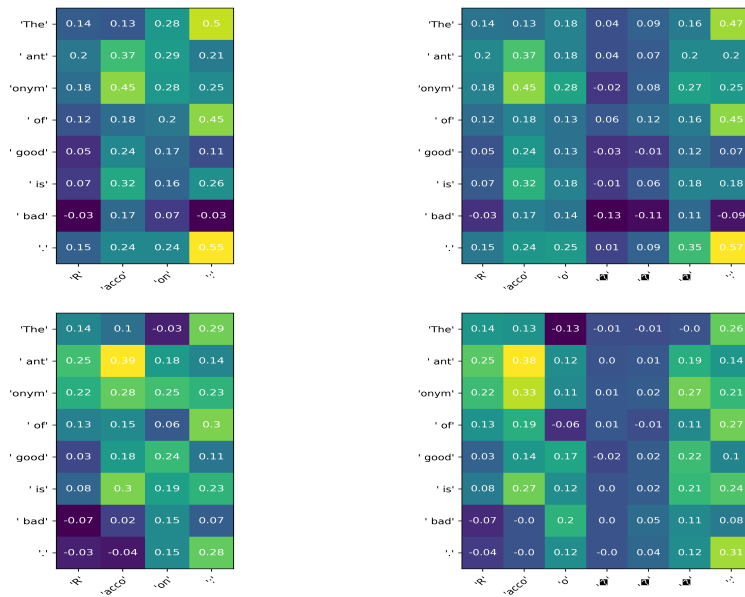 'The' 0.14 0.13 0.28 0.5
' ant' 0.2 0.37 0.29 0.21
'onym' 0.18 0.45 0.28 0.25
' of' 0.12 0.18 0.2 0.45
' good' 0.05 0.24 0.17 0.11
' is' 0.07 0.32 0.16 0.26
' bad' -0.03 0.17 0.07 -0.03
'.' 0.15 0.24 0.24 0.55
'R' 'acco' 'on' '.'
'The' 0.14 0.13 0.18 0.04 0.09 0.16 0.47
' ant' 0.2 0.37 0.18 0.04 0.07 0.2 0.2
'onym' 0.18 0.45 0.28 -0.02 0.08 0.27 0.25
' of' 0.12 0.18 0.13 0.06 0.12 0.16 0.45
' good' 0.05 0.24 0.13 -0.03 -0.01 0.12 0.07
' is' 0.07 0.32 0.18 -0.01 0.06 0.18 0.18
' bad' -0.03 0.17 0.14 -0.13 -0.11 0.11 -0.09
'.' 0.15 0.24 0.25 0.01 0.09 0.35 0.57
'R' 'acco' 'o' '.'
'The' 0.14 0.1 -0.03 0.29
' ant' 0.25 0.39 0.18 0.14
'onym' 0.22 0.28 0.25 0.23
' of' 0.13 0.15 0.06 0.3
' good' 0.03 0.18 0.24 0.11
' is' 0.08 0.3 0.19 0.23
' bad' -0.07 0.02 0.15 0.07
'.' -0.03 -0.04 0.15 0.28
'R' 'acco' 'on' '.'
'The' 0.14 0.13 -0.13 -0.01 -0.01 -0.0 0.26
' ant' 0.25 0.38 0.12 0.0 0.01 0.19 0.14
'onym' 0.22 0.33 0.11 0.01 0.02 0.27 0.21
' of' 0.13 0.19 -0.06 0.01 -0.01 0.11 0.27
' good' 0.03 0.14 0.17 -0.02 0.02 0.22 0.1
' is' 0.08 0.27 0.12 0.0 0.02 0.21 0.24
' bad' -0.07 -0.0 0.2 0.0 0.05 0.11 0.08
'.' -0.04 -0.0 0.12 -0.0 0.04 0.12 0.31
'R' 'acco' 'o' '.'